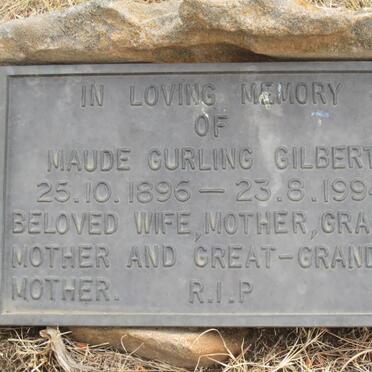 IN LOVING MEMORY
OF
MAUDE GURLING GILBERT
25.10.1896 — 23.8.1994
BELOVED WIFE, MOTHER, GRA
MOTHER AND GREAT-GRAND
MOTHER. R.I.P